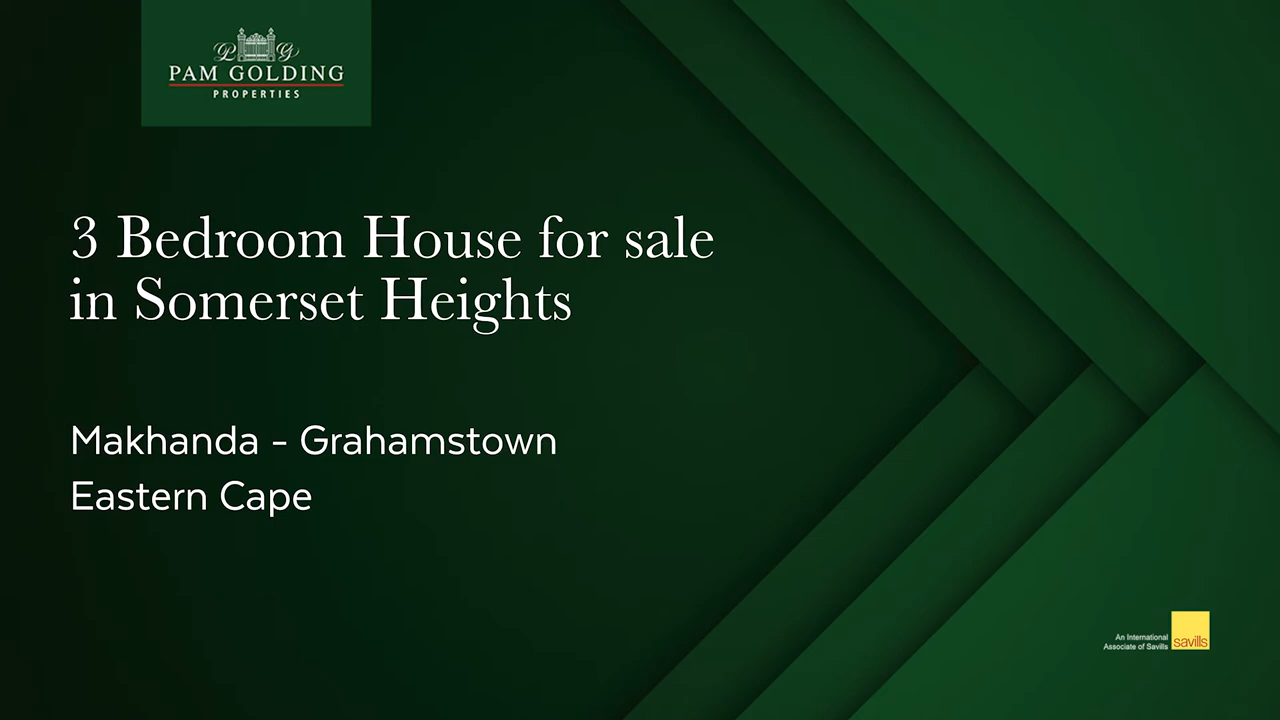 PG
PAM GOLDING
PROPERTIES
3 Bedroom House for sale
in Somerset Heights
Makhanda - Grahamstown
Eastern Cape
An International
Associate of Savills
savills